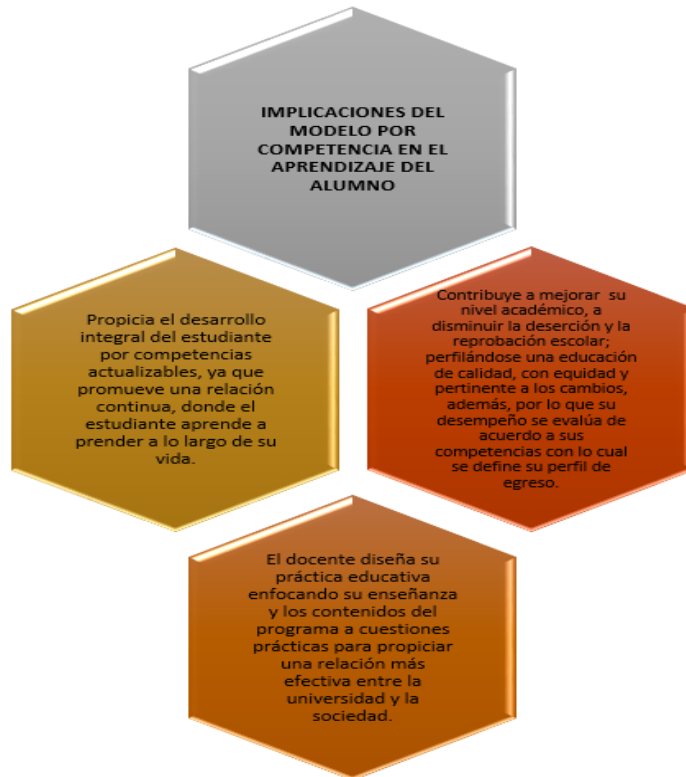 IMPLICACIONES DEL
MODELO POR
COMPETENCIA EN EL
APRENDIZAJE DEL
ALUMNO
Propicia el desarrollo
integral del estudiante
por competencias
actualizables, ya que
promueve una relación
continua, donde el
estudiante aprende a
prender a lo largo de su
vida.
Contribuye a mejorar su
nivel académico, a
disminuir la deserción y la
reprobación escolar;
perfilándose una educación
de calidad, con equidad y
pertinente a los cambios,
además, por lo que su
desempeño se evalúa de
acuerdo a sus
competencias con lo cual
se define su perfil de
egreso.
El docente diseña su
práctica educativa
enfocando su enseñanza
y los contenidos del
programa a cuestiones
prácticas para propiciar
una relación más
efectiva entre la
universidad y la
sociedad.